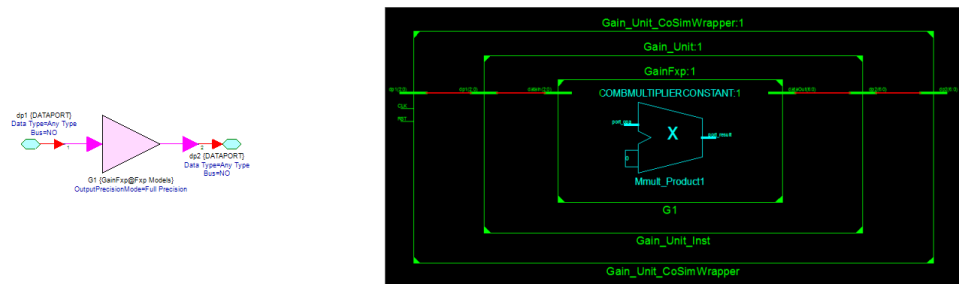 dp1 {DATAPORT}
Data Type=Any Type
Bus=NO
1
2
dp2 {DATAPORT}
Data Type=Any Type
Bus=NO
G1 {GainFxp@Fxp Models}
OutputPrecisionMode=Full Precision
Gain_Unit_CoSimWrapper:1
Gain_Unit:1
GainFxp:1
COMBMULTIPLIERCONSTANT:1
CLK
RST
X
port_result
0
Mmult_Product1
G1
Gain_Unit_Inst
Gain_Unit_CoSimWrapper